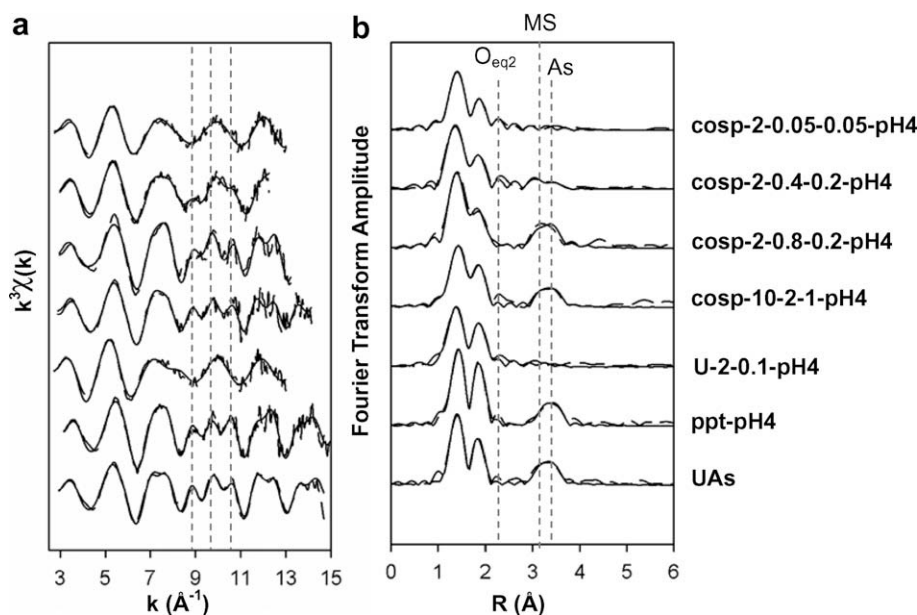 a
k³Χ(k)
3 5 7 9 11 13 15
k (Å⁻¹)
b
MS
O_eq2
As
Fourier Transform Amplitude
0 1 2 3 4 5 6
R (Å)
cosp-2-0.05-0.05-pH4
cosp-2-0.4-0.2-pH4
cosp-2-0.8-0.2-pH4
cosp-10-2-1-pH4
U-2-0.1-pH4
ppt-pH4
UAs